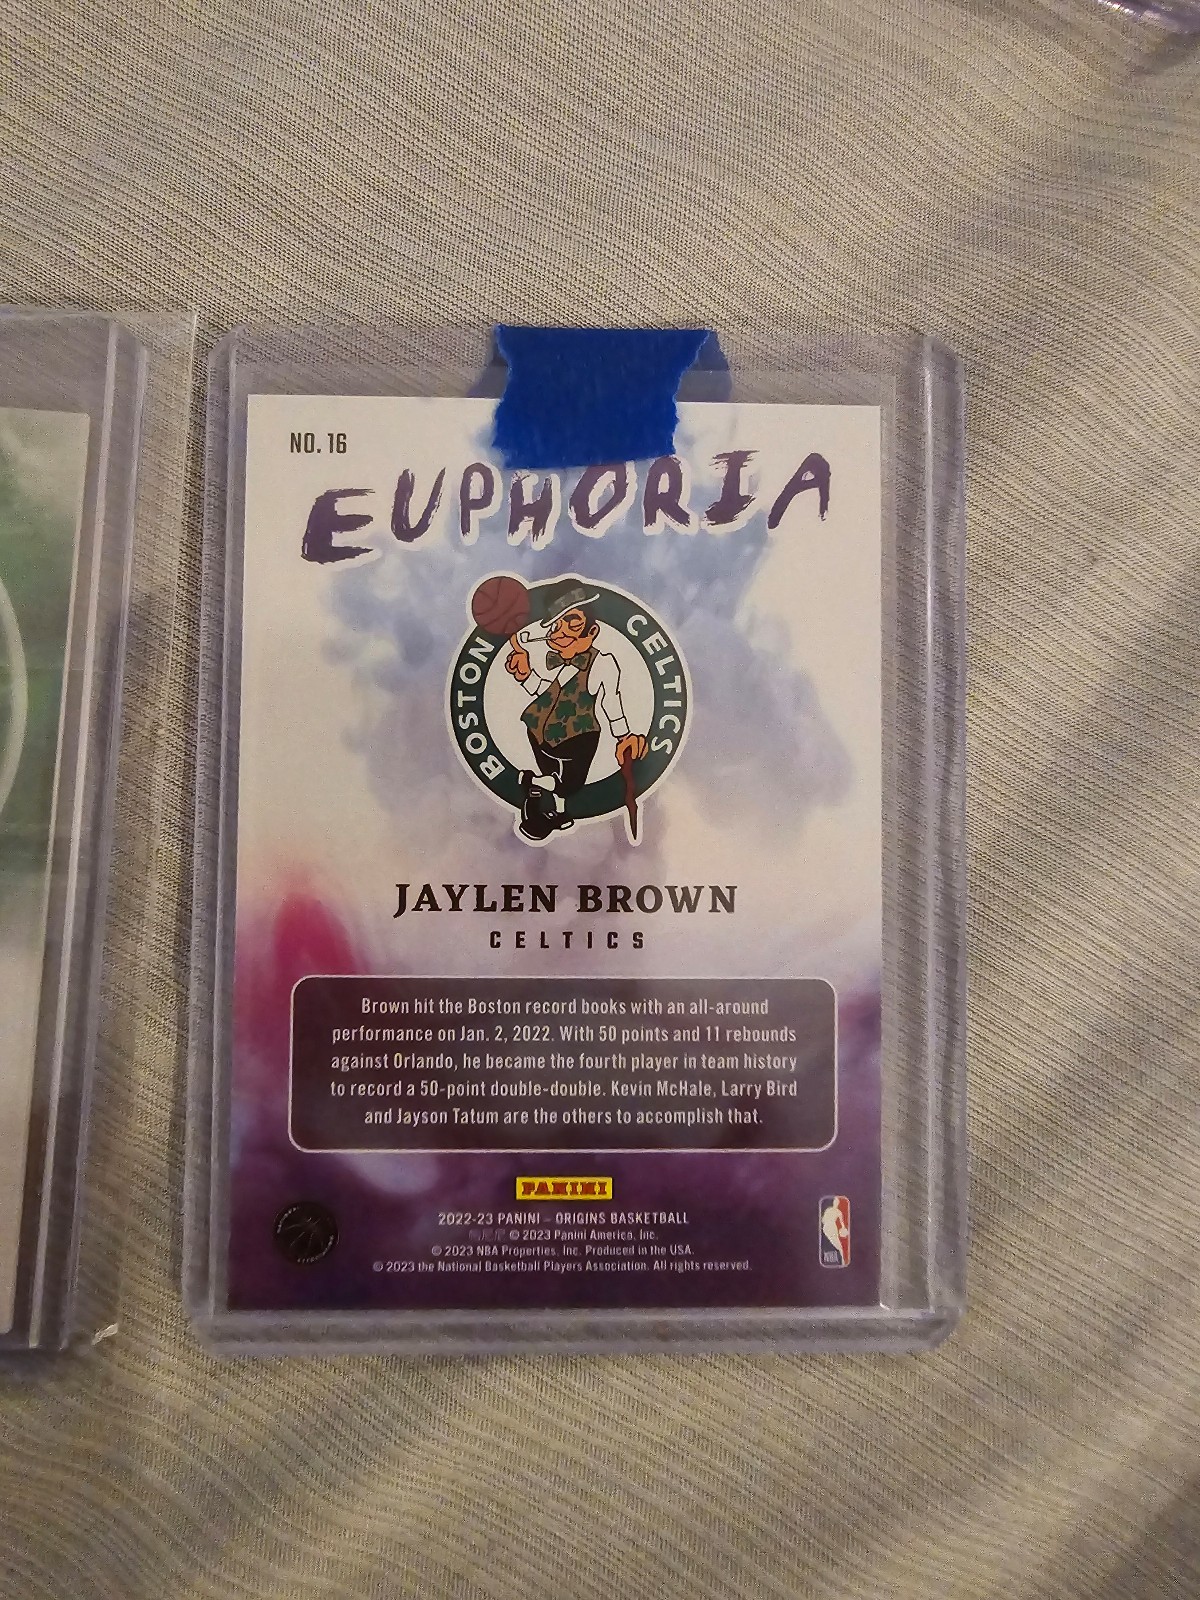 NO. 16
EUPHORIA
BOSTON CELTICS
JAYLEN BROWN
CELTICS
Brown hit the Boston record books with an all-around
performance on Jan. 2, 2022. With 50 points and 11 rebounds
against Orlando, he became the fourth player in team history
to record a 50-point double-double. Kevin McHale, Larry Bird
and Jayson Tatum are the others to accomplish that.
PANINI
2022-23 PANINI – ORIGINS BASKETBALL
© 2023 Panini America, Inc.
© 2023 NBA Properties, Inc. Produced in the USA.
© 2023 the National Basketball Players Association. All rights reserved.
NBA